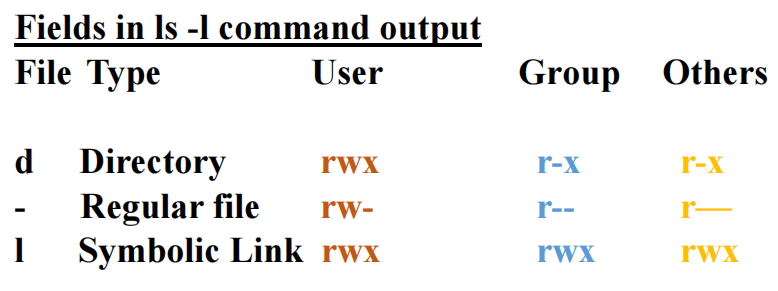 Fields in ls -l command output
File Type User Group Others
d Directory rwx r-x r-x
- Regular file rw- r-- r—
l Symbolic Link rwx rwx rwx